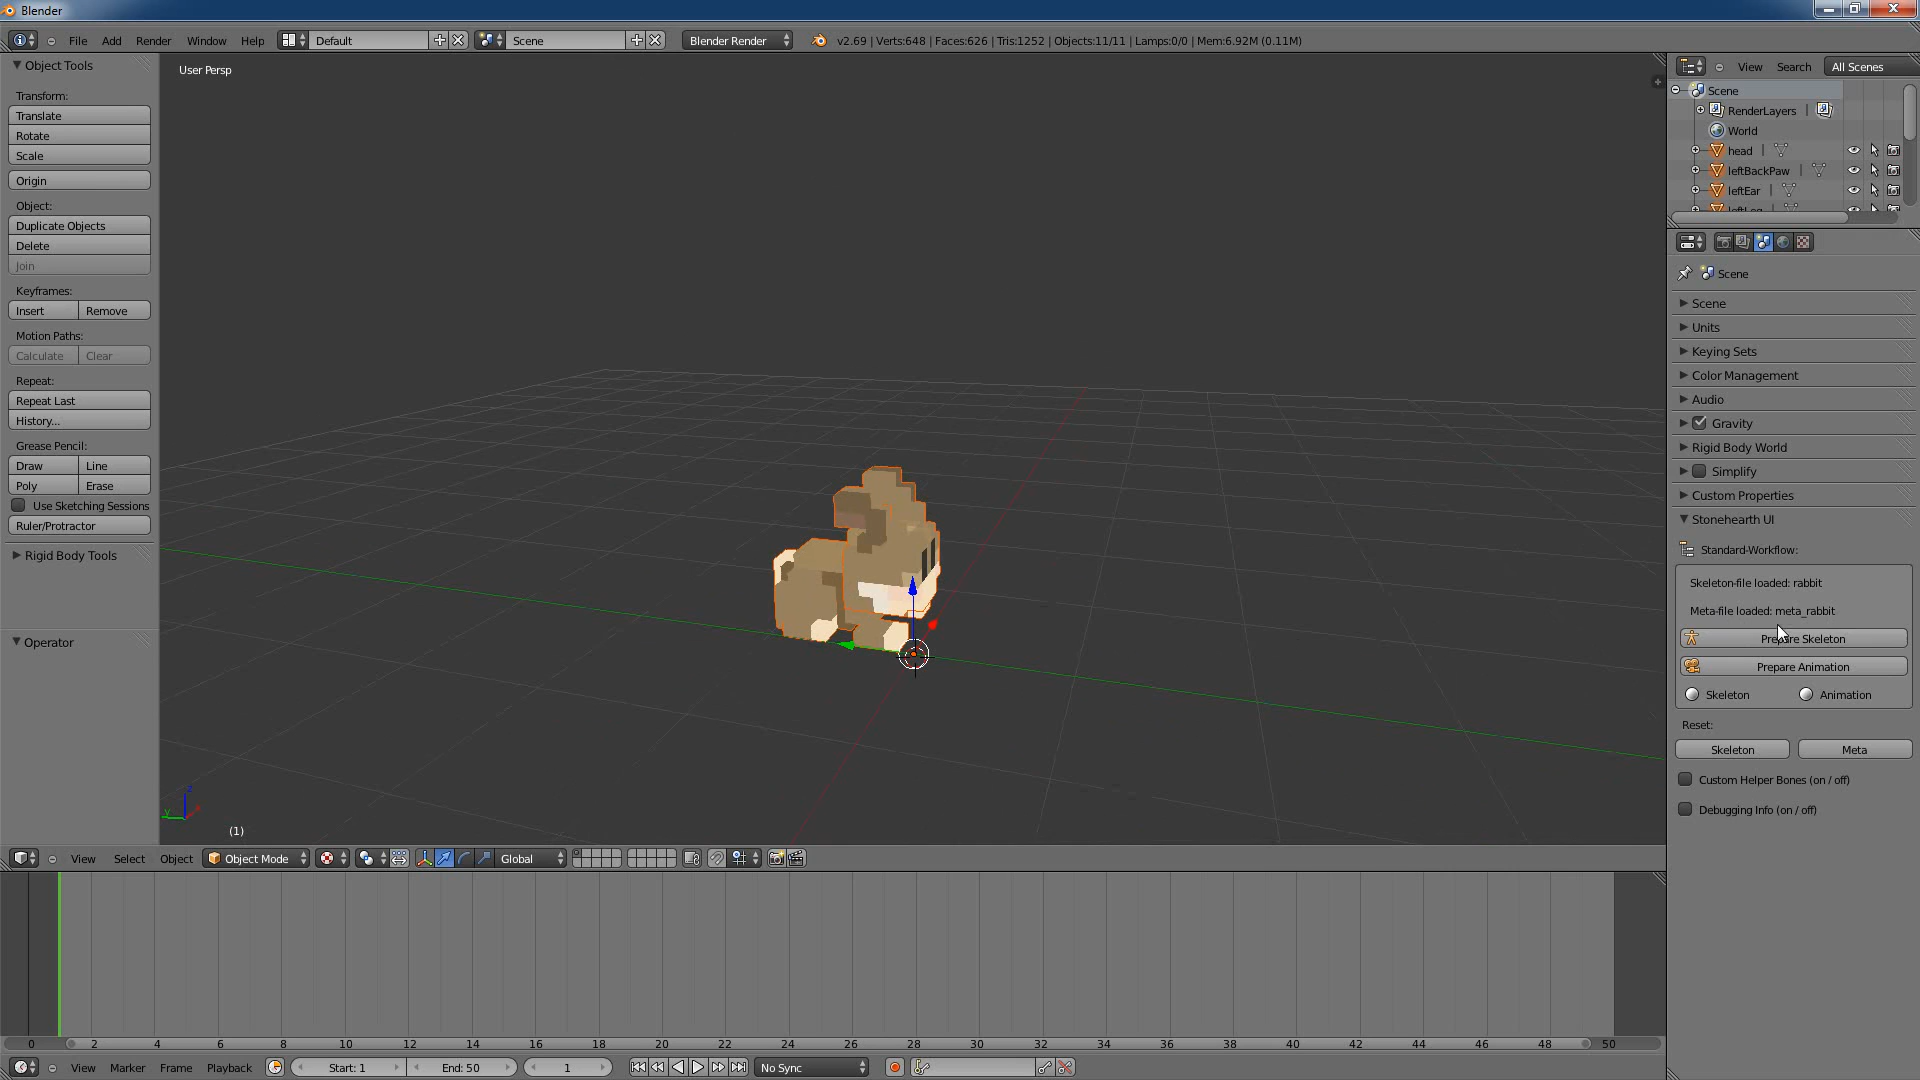 Blender
File Add Render Window Help Default Scene Blender Render v2.69 | Verts:648 | Faces:626 | Tris:1252 | Objects:11/11 | Lamps:0/0 | Mem:6.92M (0.11M)
Object Tools
Transform:
Translate
Rotate
Scale
Origin
Object:
Duplicate Objects
Delete
Join
Keyframes:
Insert Remove
Motion Paths:
Calculate Clear
Repeat:
Repeat Last
History...
Grease Pencil:
Draw Line
Poly Erase
Use Sketching Sessions
Ruler/Protractor
Rigid Body Tools
Operator
User Persp
z
y
(1)
View Select Object Object Mode Global
View Search All Scenes
Scene
RenderLayers |
World
head |
leftBackPaw |
leftEar |
leftLeg |
Scene
Scene
Units
Keying Sets
Color Management
Audio
Gravity
Rigid Body World
Simplify
Custom Properties
Stonehearth UI
Standard-Workflow:
Skeleton-file loaded: rabbit
Meta-file loaded: meta_rabbit
Prepare Skeleton
Prepare Animation
Skeleton Animation
Reset:
Skeleton Meta
Custom Helper Bones (on / off)
Debugging Info (on / off)
0 2 4 6 8 10 12 14 16 18 20 22 24 26 28 30 32 34 36 38 40 42 44 46 48 50
View Marker Frame Playback Start: 1 End: 50 1 No Sync